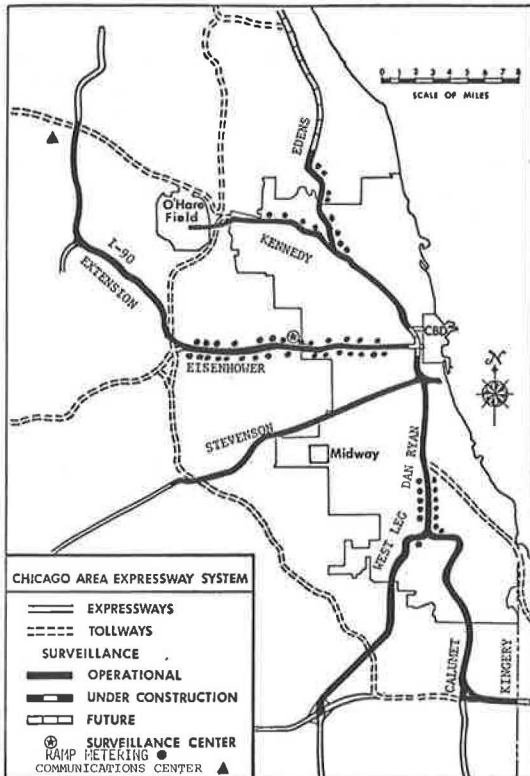 0 1 2 3 4 5 6 7 8
SCALE OF MILES
EDENS
O'Hare
Field
KENNEDY
I-90
EXTENSION
CBD
EISENHOWER
N
STEVENSON
Midway
DAN RYAN
WEST LEG
CALUMET
KINGERY
CHICAGO AREA EXPRESSWAY SYSTEM
EXPRESSWAYS
TOLLWAYS
SURVEILLANCE
OPERATIONAL
UNDER CONSTRUCTION
FUTURE
SURVEILLANCE CENTER
RAMP METERING
COMMUNICATIONS CENTER